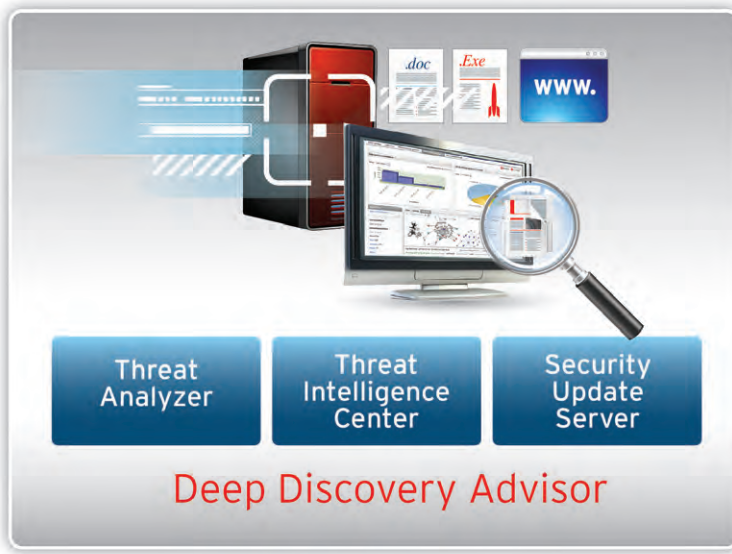 .doc
.Exe
www.
Threat
Analyzer
Threat
Intelligence
Center
Security
Update
Server
Deep Discovery Advisor